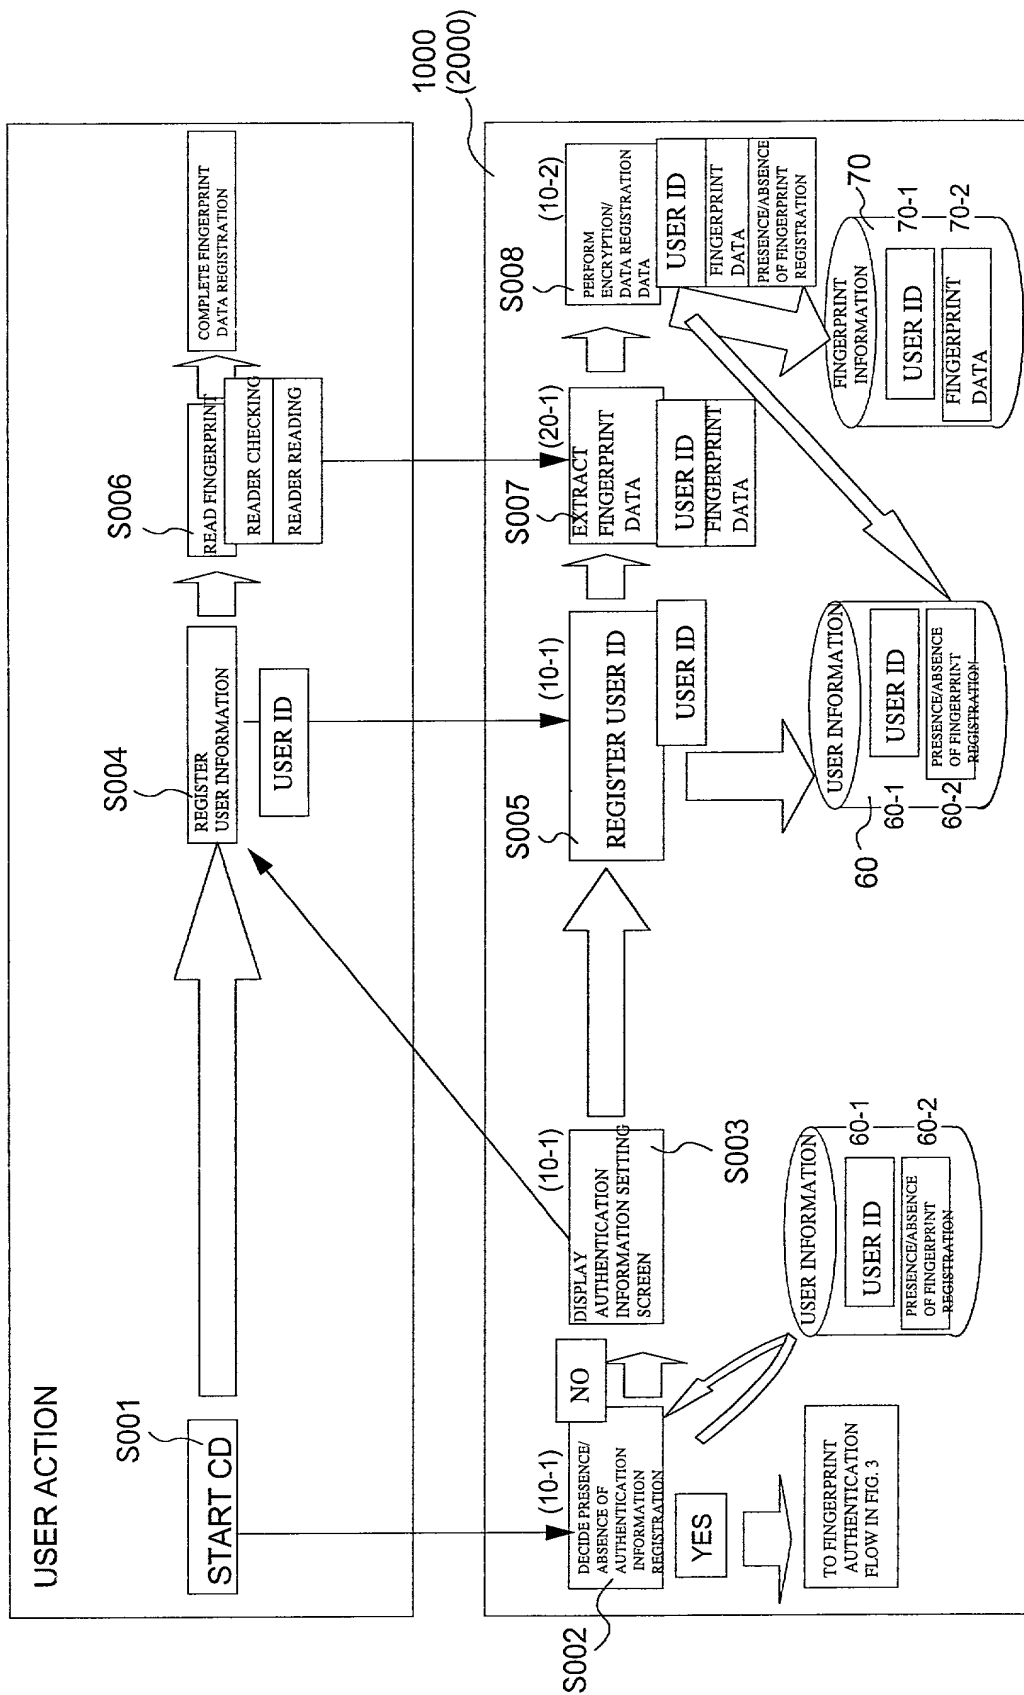 USER ACTION
S001
START CD
S004
REGISTER
USER INFORMATION
USER ID
S006
READ FINGERPRINT
READER CHECKING
READER READING
COMPLETE FINGERPRINT
DATA REGISTRATION
1000
(2000)
S002
(10-1)
DECIDE PRESENCE/
ABSENCE OF
AUTHENTICATION
INFORMATION
REGISTRATION
NO
YES
TO FINGERPRINT
AUTHENTICATION
FLOW IN FIG. 3
(10-1)
DISPLAY
AUTHENTICATION
INFORMATION SETTING
SCREEN
S003
USER INFORMATION
60-1
USER ID
60-2
PRESENCE/ABSENCE
OF FINGERPRINT
REGISTRATION
S005
(10-1)
REGISTER USER ID
USER ID
60
USER INFORMATION
60-1
USER ID
60-2
PRESENCE/ABSENCE
OF FINGERPRINT
REGISTRATION
S007
(20-1)
EXTRACT
FINGERPRINT
DATA
USER ID
FINGERPRINT
DATA
S008
(10-2)
PERFORM
ENCRYPTION/
DATA REGISTRATION
DATA
USER ID
FINGERPRINT
DATA
PRESENCE/ABSENCE
OF FINGERPRINT
REGISTRATION
70
FINGERPRINT
INFORMATION
70-1
USER ID
70-2
FINGERPRINT
DATA